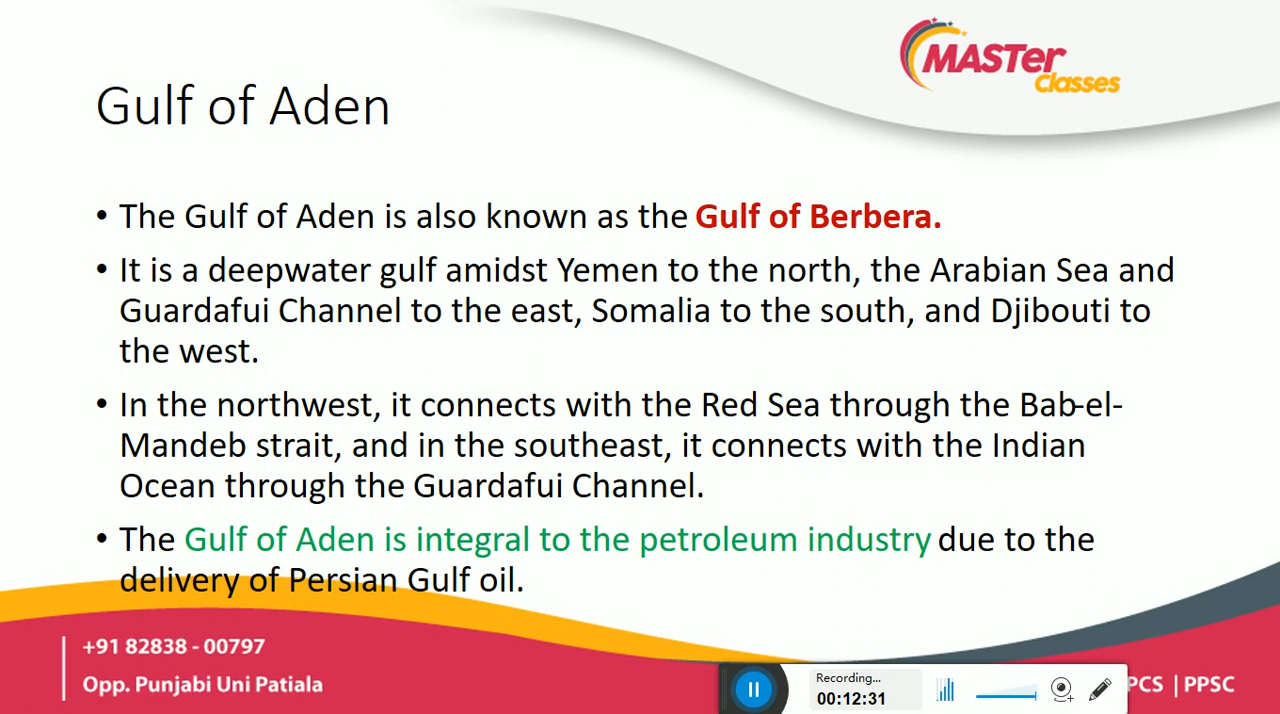 MASTer
Classes
Gulf of Aden
• The Gulf of Aden is also known as the Gulf of Berbera.
• It is a deepwater gulf amidst Yemen to the north, the Arabian Sea and
Guardafui Channel to the east, Somalia to the south, and Djibouti to
the west.
• In the northwest, it connects with the Red Sea through the Bab-el-
Mandeb strait, and in the southeast, it connects with the Indian
Ocean through the Guardafui Channel.
• The Gulf of Aden is integral to the petroleum industry due to the
delivery of Persian Gulf oil.
+91 82838 - 00797
Opp. Punjabi Uni Patiala
Recording...
00:12:31
PCS | PPSC